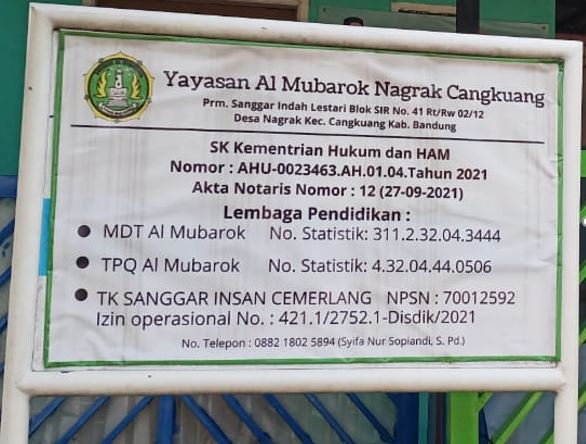 Yayasan Al Mubarok Nagrak Cangkuang
Prm. Sanggar Indah Lestari Blok SIR No. 41 Rt/Rw 02/12
Desa Nagrak Kec. Cangkuang Kab. Bandung
SK Kementrian Hukum dan HAM
Nomor : AHU-0023463.AH.01.04.Tahun 2021
Akta Notaris Nomor : 12 (27-09-2021)
Lembaga Pendidikan :
● MDT Al Mubarok No. Statistik: 311.2.32.04.3444
● TPQ Al Mubarok No. Statistik: 4.32.04.44.0506
● TK SANGGAR INSAN CEMERLANG NPSN : 70012592
Izin operasional No. : 421.1/2752.1-Disdik/2021
No. Telepon : 0882 1802 5894 (Syifa Nur Sopiandi, S. Pd.)